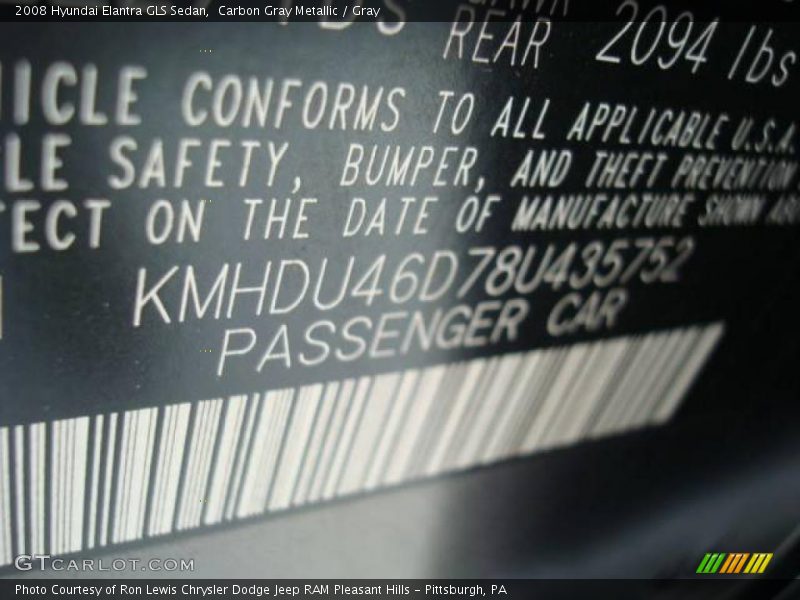 2008 Hyundai Elantra GLS Sedan, Carbon Gray Metallic / Gray
REAR 2094 lbs
ICLE CONFORMS TO ALL APPLICABLE U.S.A.
LE SAFETY, BUMPER, AND THEFT PREVENTION
ECT ON THE DATE OF MANUFACTURE SHOWN AB
KMHDU46D78U435752
PASSENGER CAR
GTCARLOT.COM
Photo Courtesy of Ron Lewis Chrysler Dodge Jeep RAM Pleasant Hills - Pittsburgh, PA